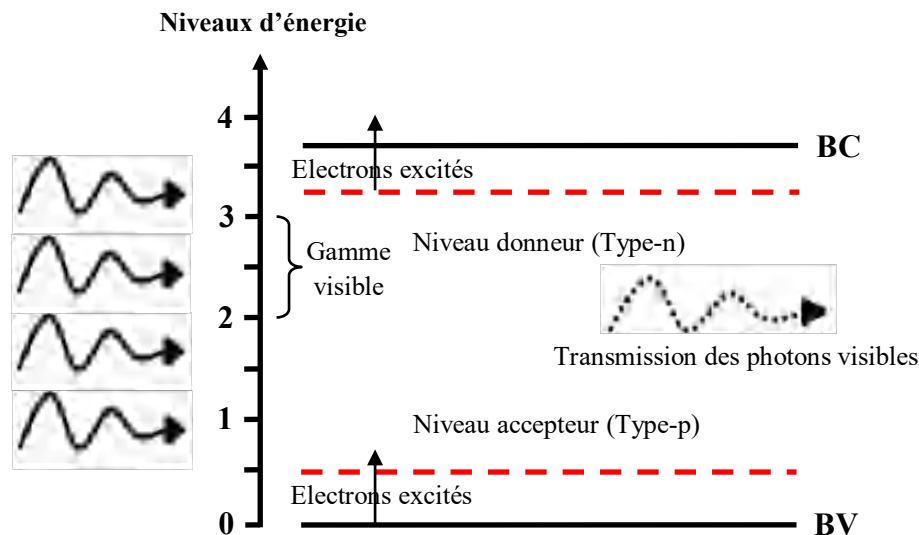 Niveaux d’énergie
4
BC
Electrons excités
3
Niveau donneur (Type-n)
Gamme
visible
2
Transmission des photons visibles
1
Niveau accepteur (Type-p)
Electrons excités
0
BV